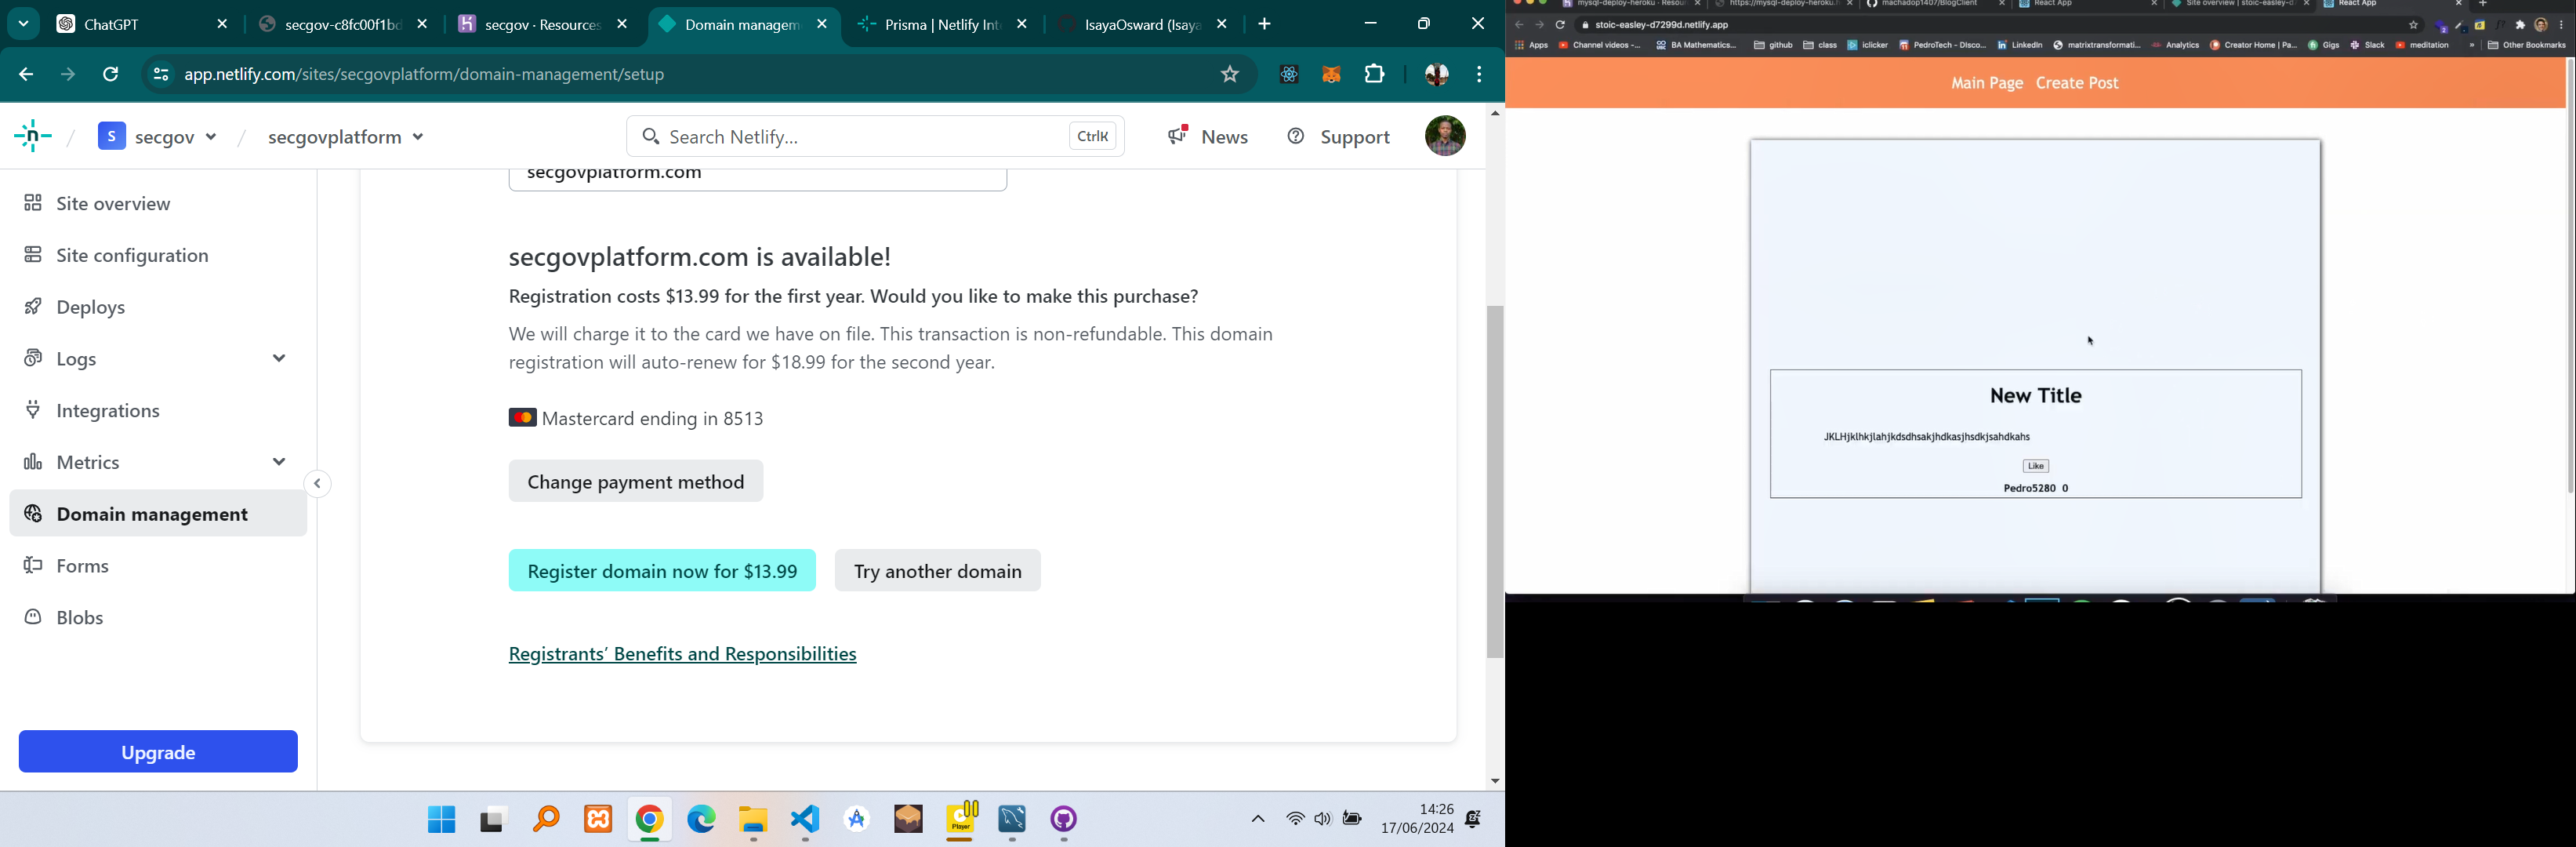 ChatGPT
secgov-c8fc00f1bd
secgov · Resources
Domain managem
Prisma | Netlify Int
IsayaOsward (Isaya
app.netlify.com/sites/secgovplatform/domain-management/setup
S secgov
secgovplatform
Search Netlify...
CtrlK
News
Support
Site overview
Site configuration
Deploys
Logs
Integrations
Metrics
Domain management
Forms
Blobs
Upgrade
secgovplatform.com
secgovplatform.com is available!
Registration costs $13.99 for the first year. Would you like to make this purchase?
We will charge it to the card we have on file. This transaction is non-refundable. This domain
registration will auto-renew for $18.99 for the second year.
Mastercard ending in 8513
Change payment method
Register domain now for $13.99
Try another domain
Registrants’ Benefits and Responsibilities
Player
14:26
17/06/2024
mysql-deploy-heroku · Resou
https://mysql-deploy-heroku.h
machadop1407/BlogClient
React App
Site overview | stoic-easley-d
React App
stoic-easley-d7299d.netlify.app
Apps
Channel videos -...
BA Mathematics...
github
class
iclicker
PedroTech - Disco...
LinkedIn
matrixtransformati...
Analytics
Creator Home | Pa...
Gigs
Slack
meditation
»
Other Bookmarks
Main Page Create Post
New Title
JKLHjklhkjlahjkdsdhsakjhdkasjhsdkjsahdkahs
Like
Pedro5280 0